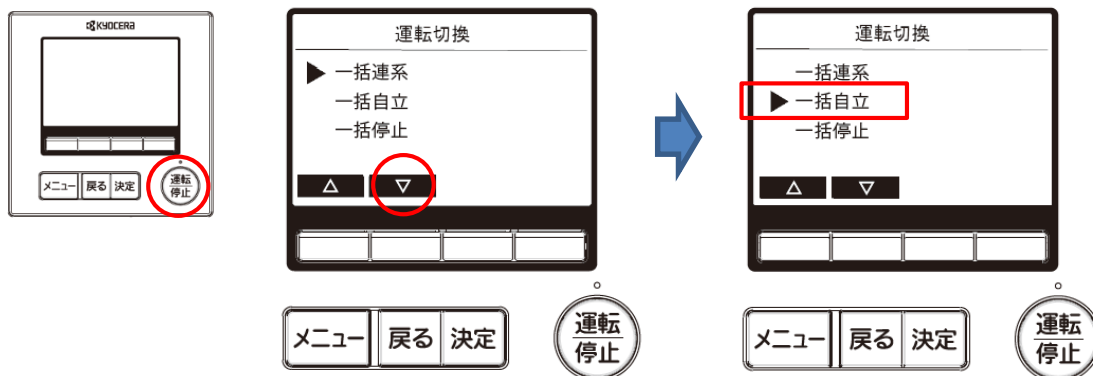 KYOCERA
メニュー 戻る 決定
運転
停止
運転切換
▶ 一括連系
一括自立
一括停止
△ ▽
メニュー 戻る 決定
運転
停止
運転切換
一括連系
▶ 一括自立
一括停止
△ ▽
メニュー 戻る 決定
運転
停止